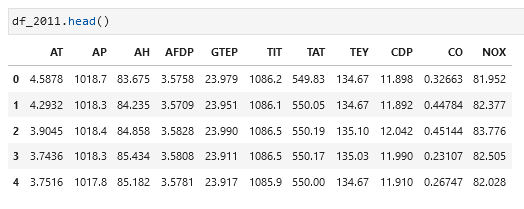 df_2011.head()
AT AP AH AFDP GTEP TIT TAT TEY CDP CO NOX
0 4.5878 1018.7 83.675 3.5758 23.979 1086.2 549.83 134.67 11.898 0.32663 81.952
1 4.2932 1018.3 84.235 3.5709 23.951 1086.1 550.05 134.67 11.892 0.44784 82.377
2 3.9045 1018.4 84.858 3.5828 23.990 1086.5 550.19 135.10 12.042 0.45144 83.776
3 3.7436 1018.3 85.434 3.5808 23.911 1086.5 550.17 135.03 11.990 0.23107 82.505
4 3.7516 1017.8 85.182 3.5781 23.917 1085.9 550.00 134.67 11.910 0.26747 82.028